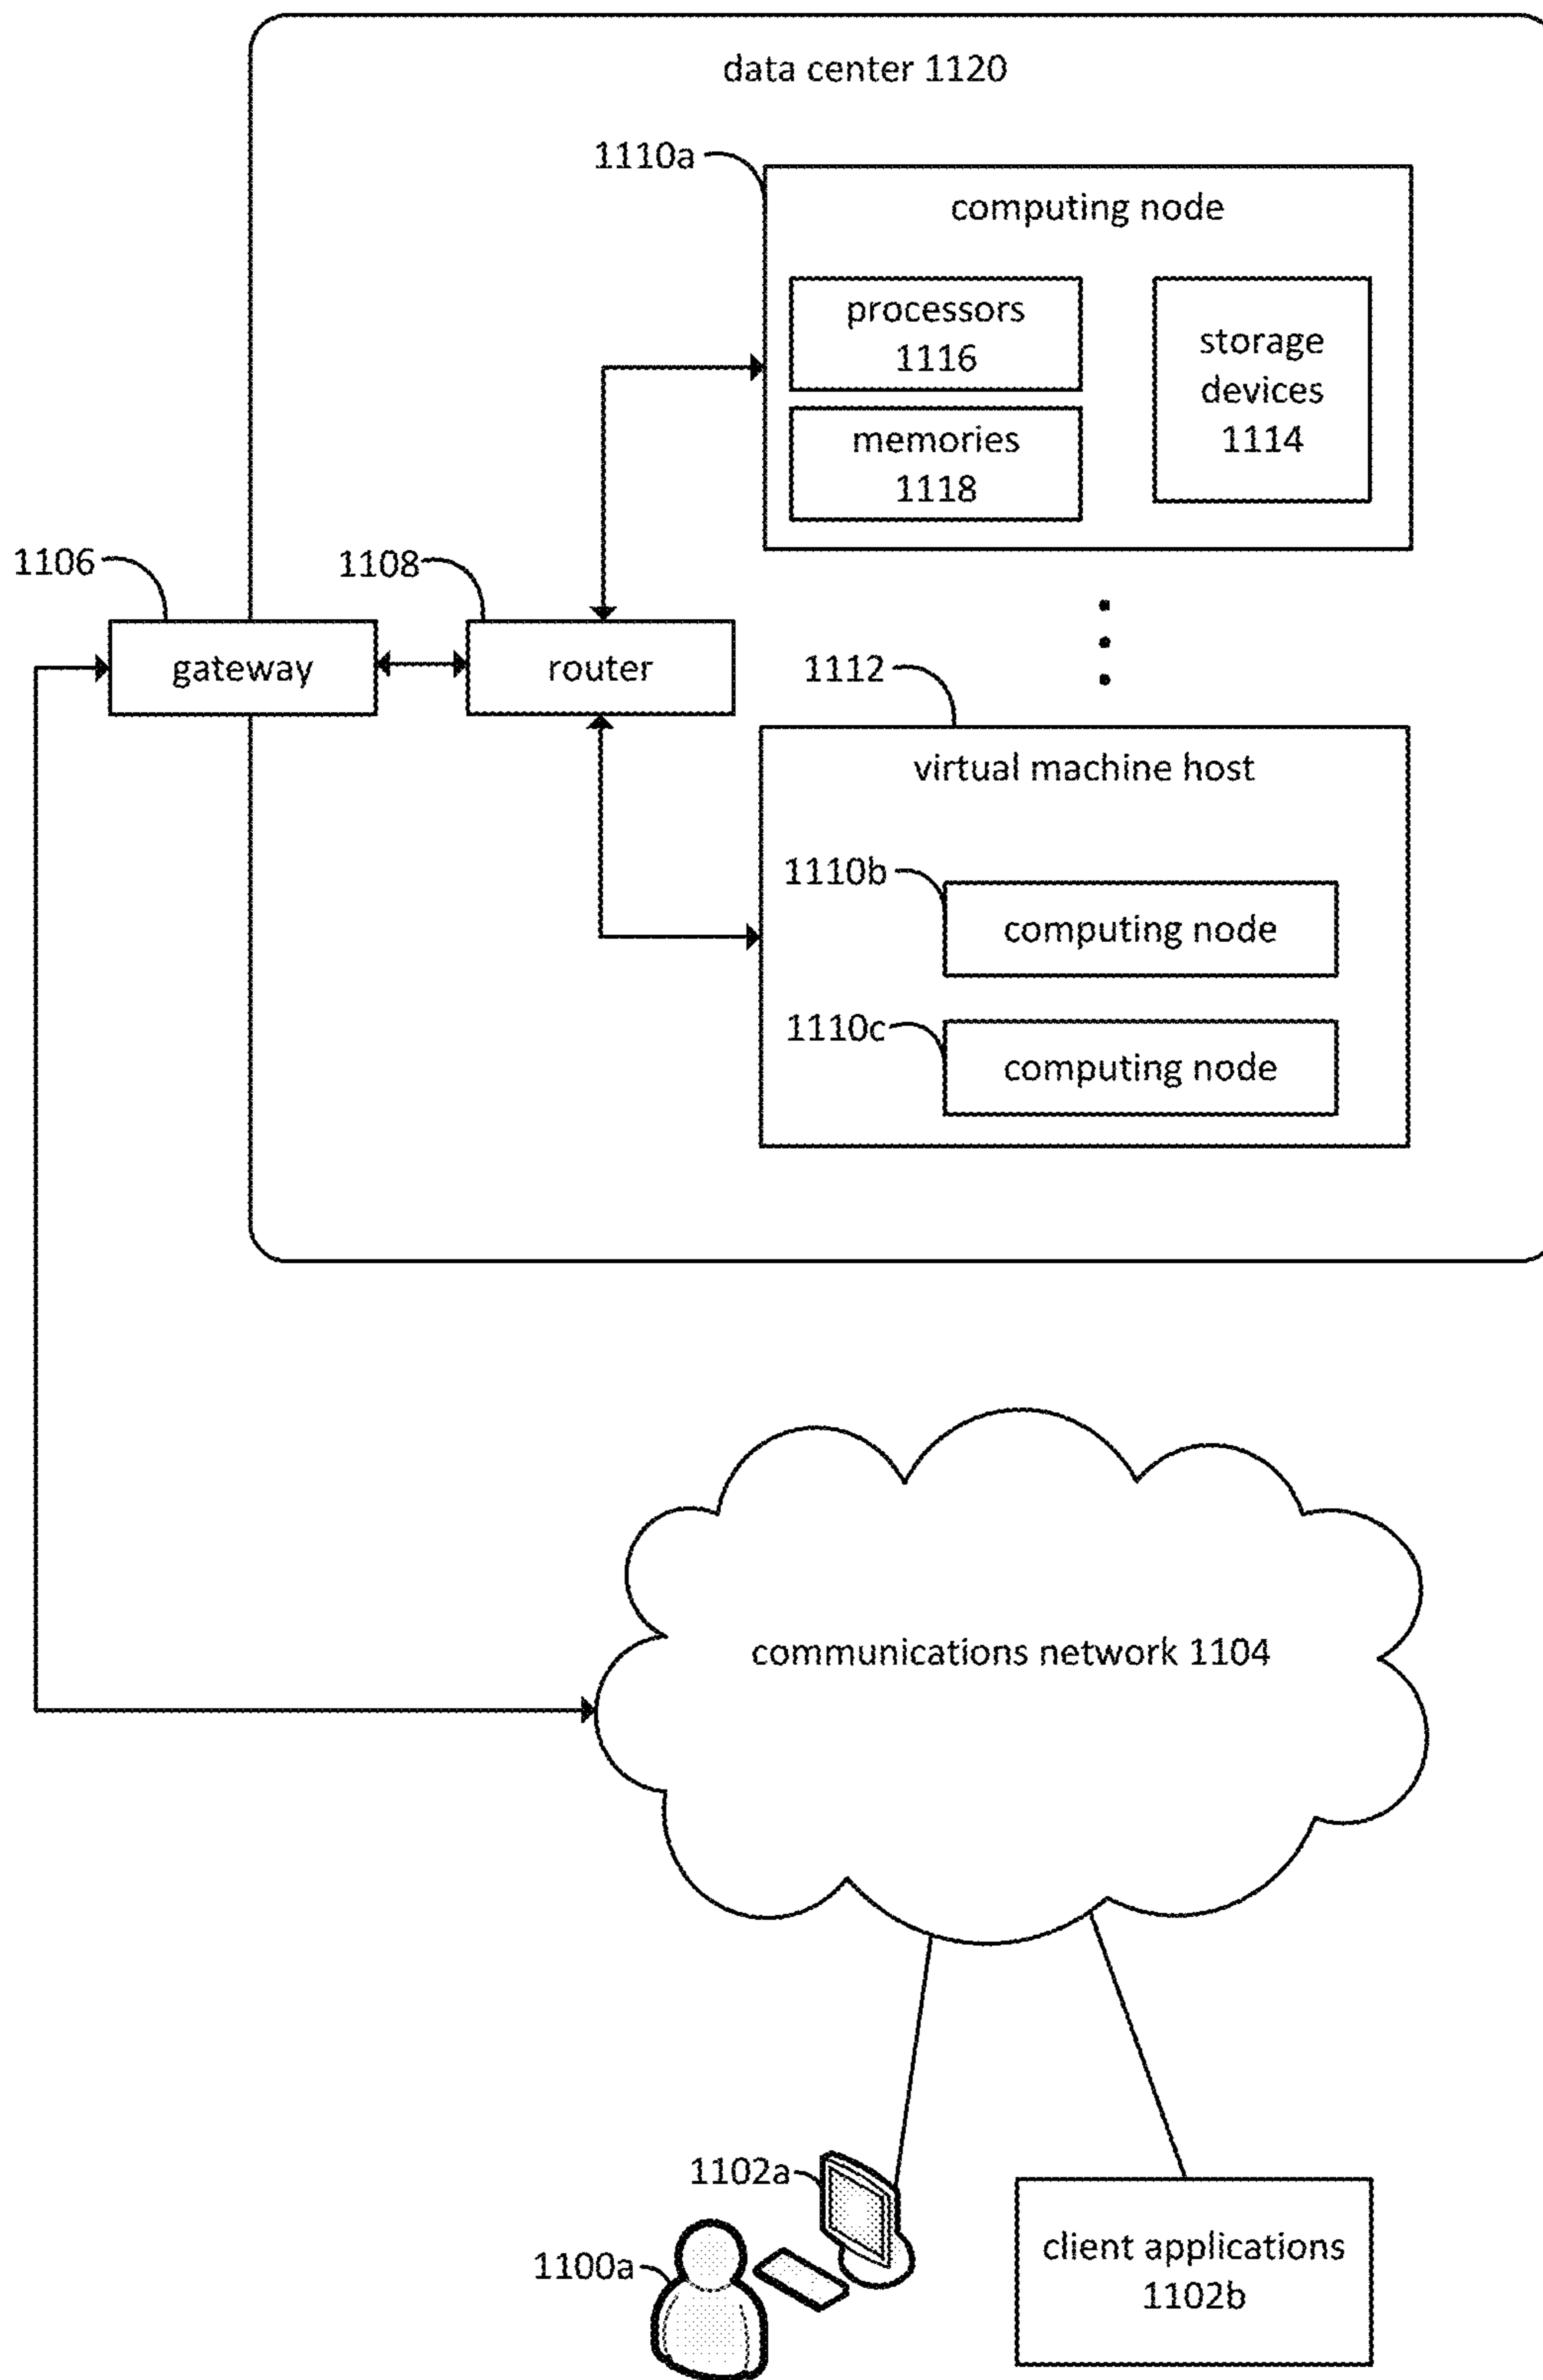 data center 1120
1110a
computing node
processors
1116
storage
devices
1114
memories
1118
1106
1108
gateway
router
1112
virtual machine host
1110b
computing node
1110c
computing node
communications network 1104
1102a
1100a
client applications
1102b